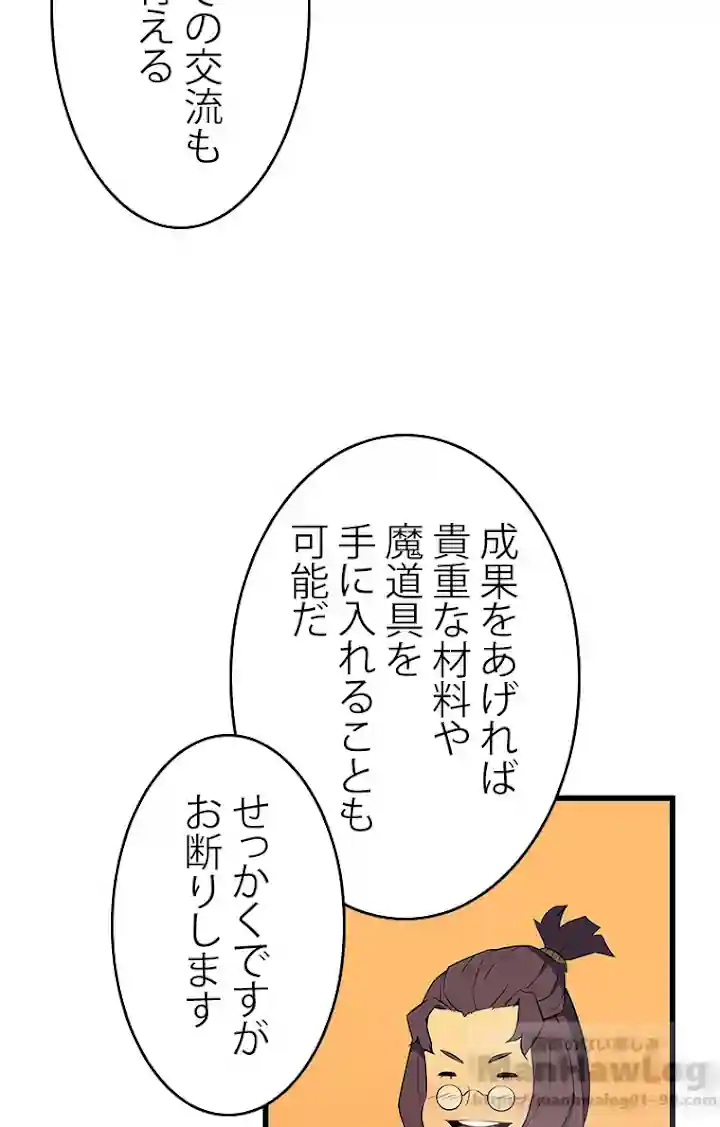 の交流も
える
成果をあげれば
貴重な材料や
魔道具を
手に入れることも
可能だ
せっかくですが
お断りします
ManHawLog